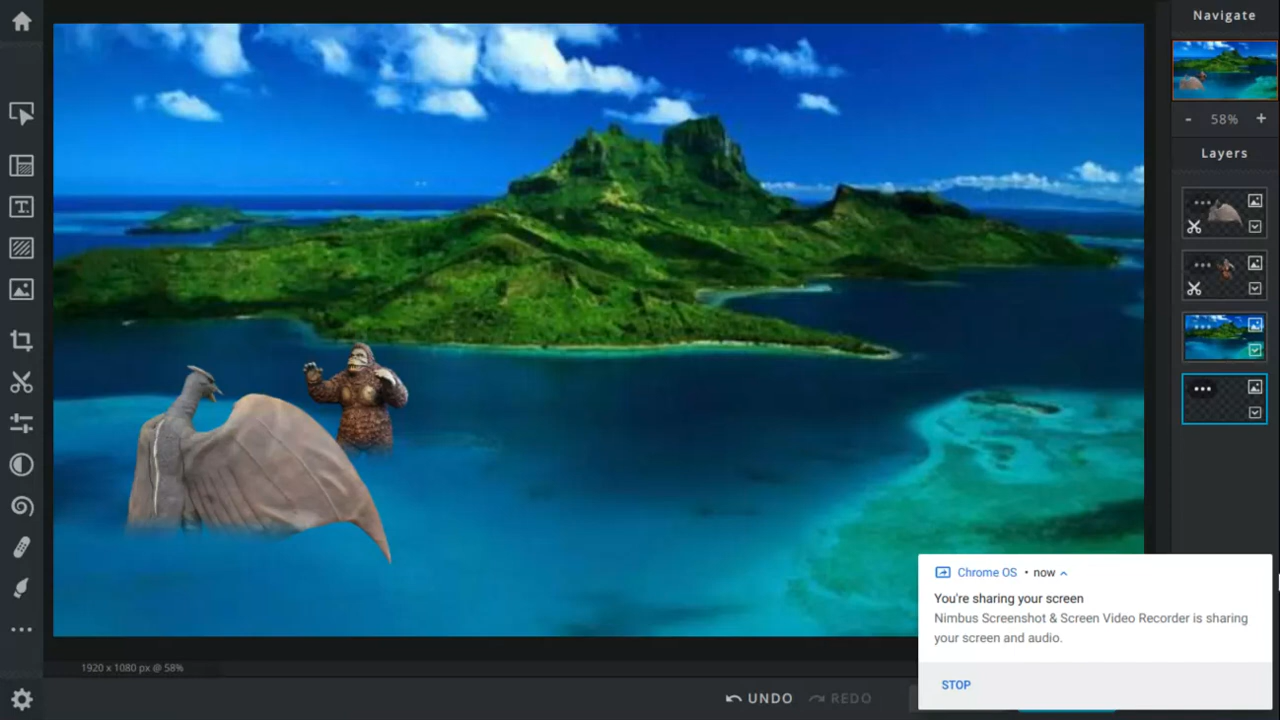 Navigate
- 58% +
Layers
Chrome OS • now
You're sharing your screen
Nimbus Screenshot & Screen Video Recorder is sharing
your screen and audio.
STOP
1920 x 1080 px @ 58%
UNDO REDO